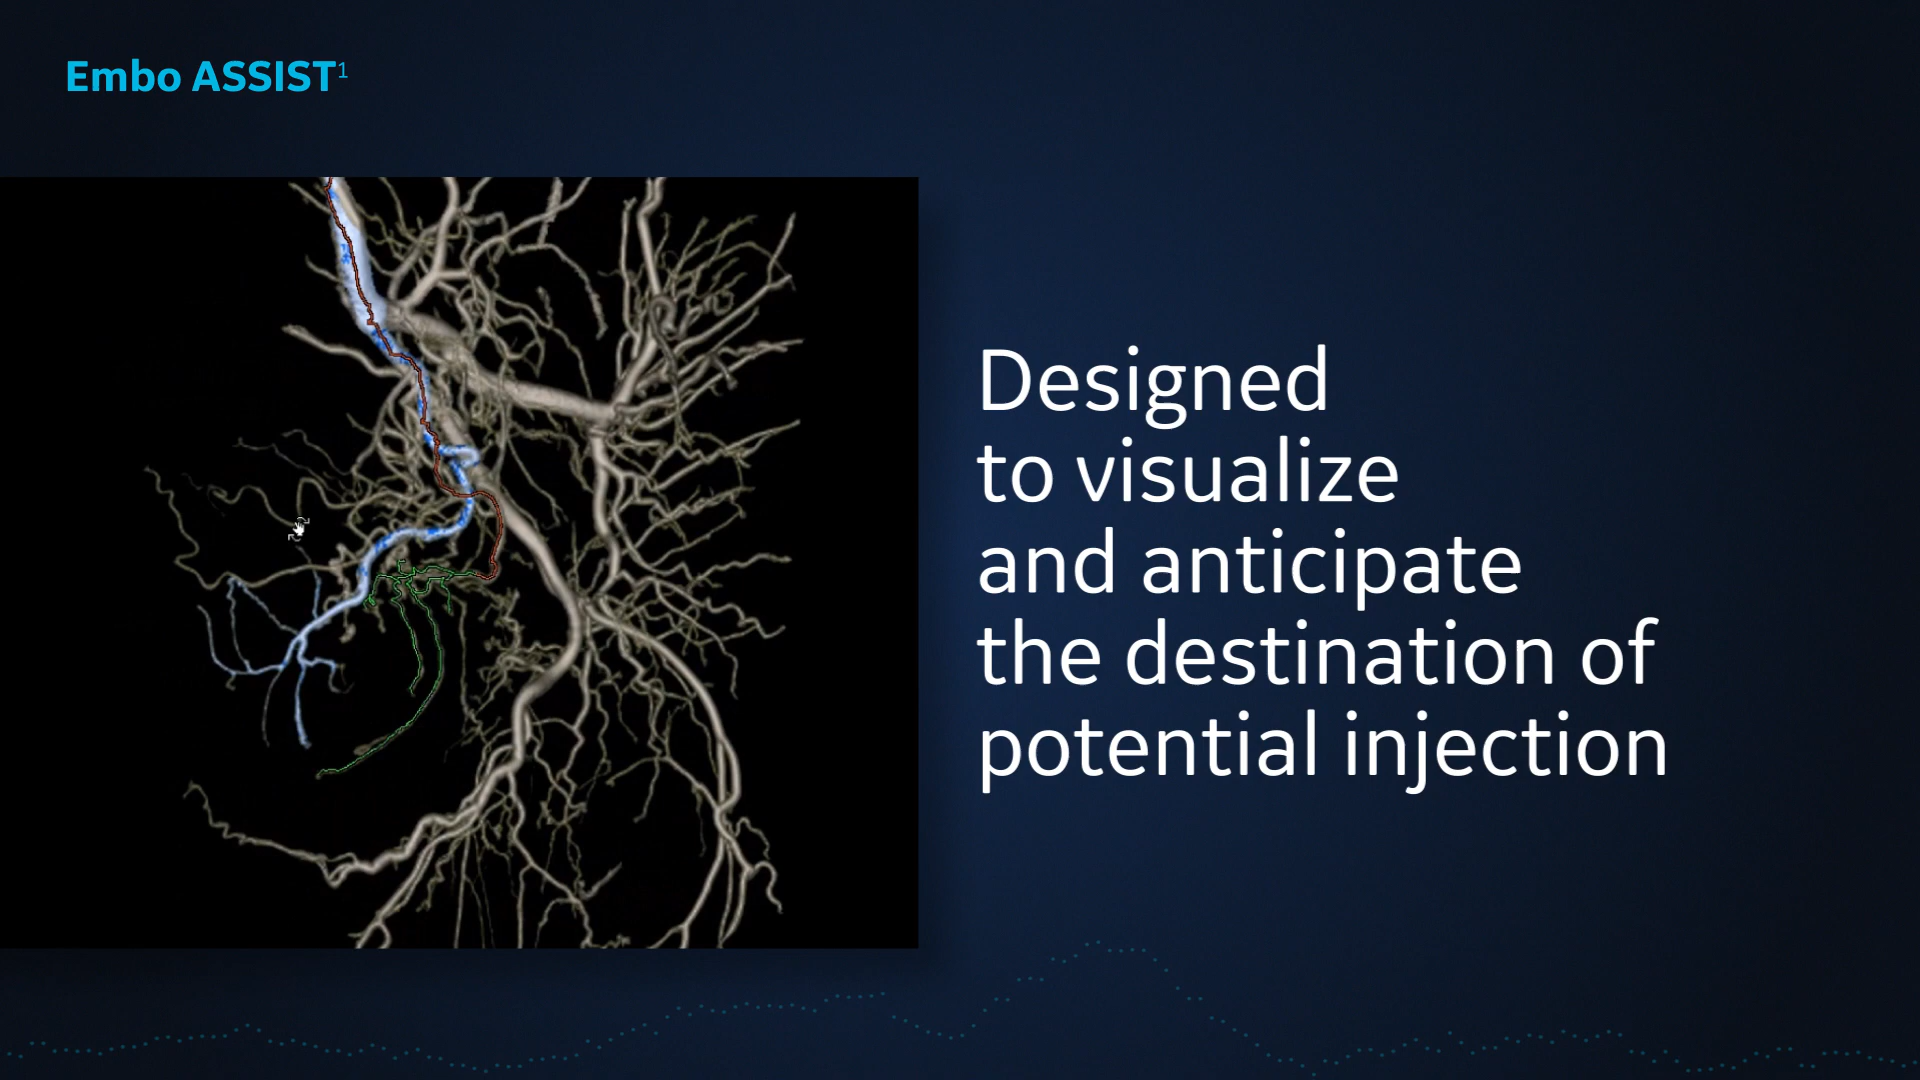 Embo ASSIST¹
Designed
to visualize
and anticipate
the destination of
potential injection